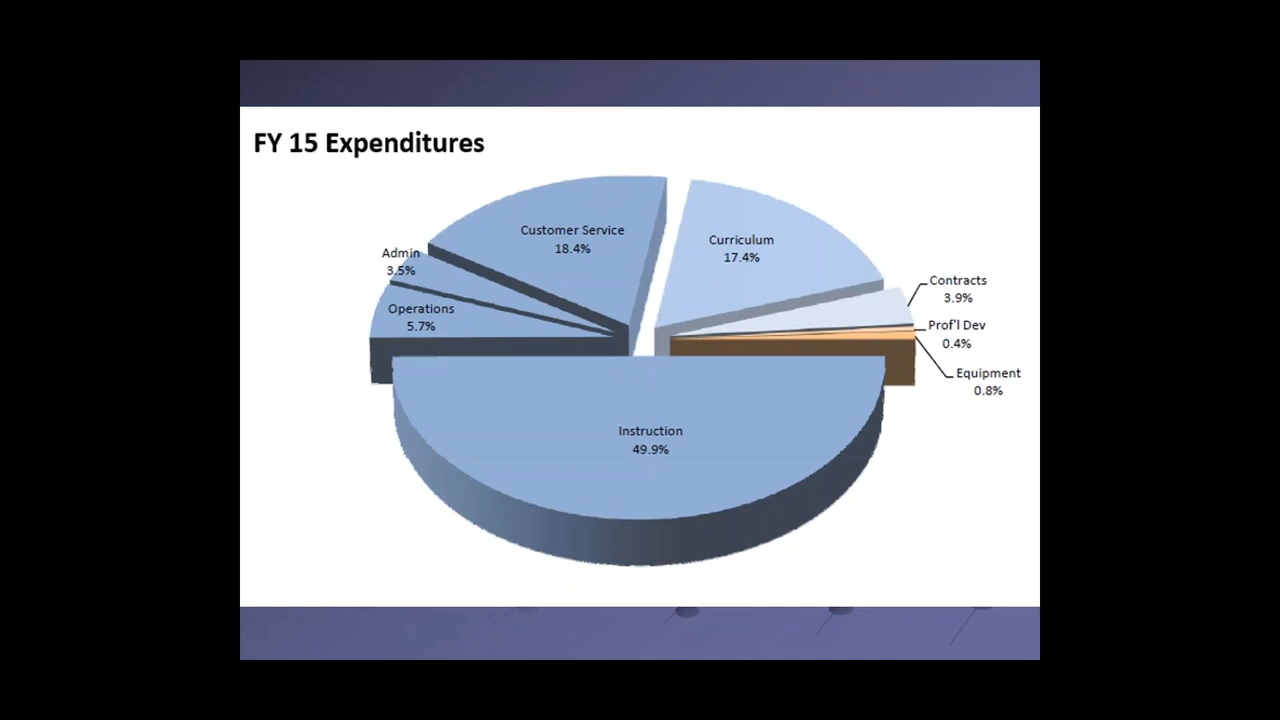 FY 15 Expenditures
Customer Service
18.4%
Curriculum
17.4%
Admin
3.5%
Contracts
3.9%
Operations
5.7%
Prof'l Dev
0.4%
Equipment
0.8%
Instruction
49.9%